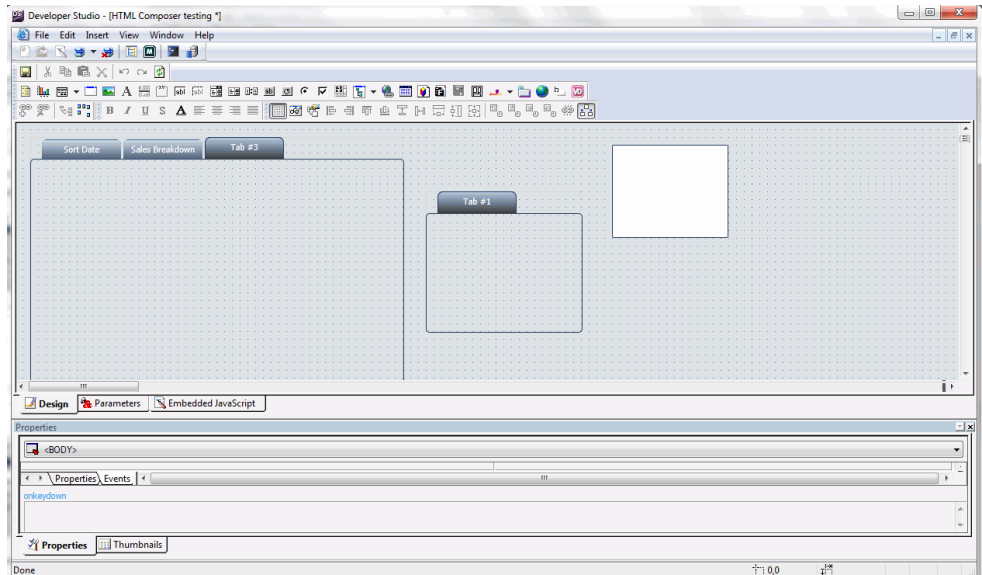 Developer Studio - [HTML Composer testing *]
File Edit Insert View Window Help
B I U S A
Sort Date Sales Breakdown Tab #3
Tab #1
Design Parameters Embedded JavaScript
Properties
<BODY>
Properties Events
onkeydown
Properties Thumbnails
Done 0,0